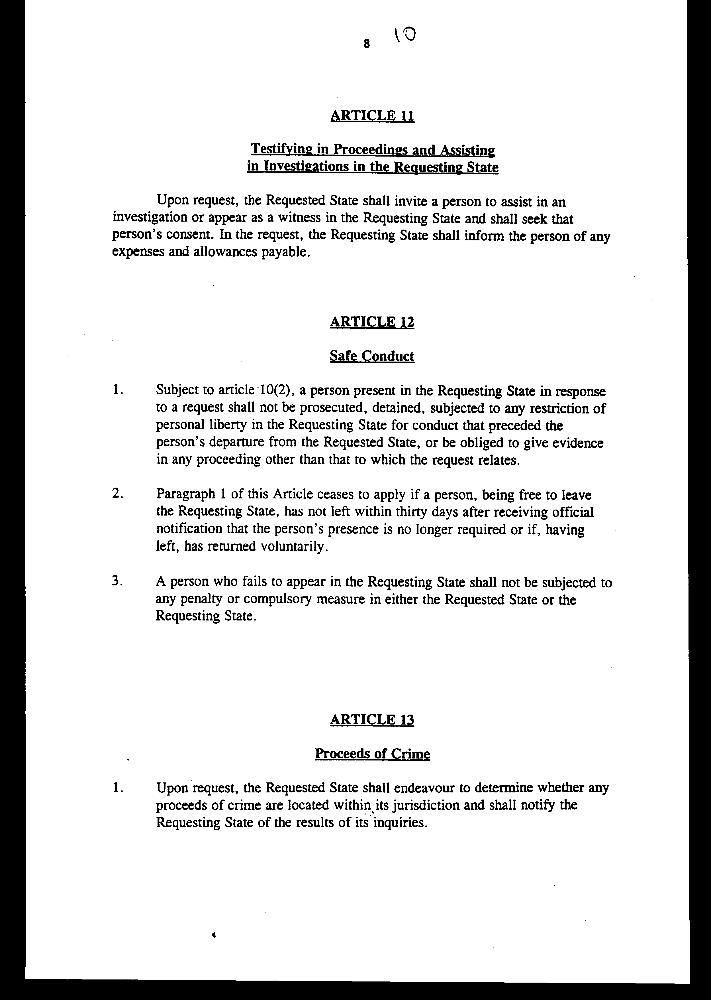 8 10
ARTICLE 11
Testifying in Proceedings and Assisting
in Investigations in the Requesting State
Upon request, the Requested State shall invite a person to assist in an
investigation or appear as a witness in the Requesting State and shall seek that
person's consent. In the request, the Requesting State shall inform the person of any
expenses and allowances payable.
ARTICLE 12
Safe Conduct
1. Subject to article 10(2), a person present in the Requesting State in response
to a request shall not be prosecuted, detained, subjected to any restriction of
personal liberty in the Requesting State for conduct that preceded the
person's departure from the Requested State, or be obliged to give evidence
in any proceeding other than that to which the request relates.
2. Paragraph 1 of this Article ceases to apply if a person, being free to leave
the Requesting State, has not left within thirty days after receiving official
notification that the person's presence is no longer required or if, having
left, has returned voluntarily.
3. A person who fails to appear in the Requesting State shall not be subjected to
any penalty or compulsory measure in either the Requested State or the
Requesting State.
ARTICLE 13
Proceeds of Crime
1. Upon request, the Requested State shall endeavour to determine whether any
proceeds of crime are located within its jurisdiction and shall notify the
Requesting State of the results of its inquiries.